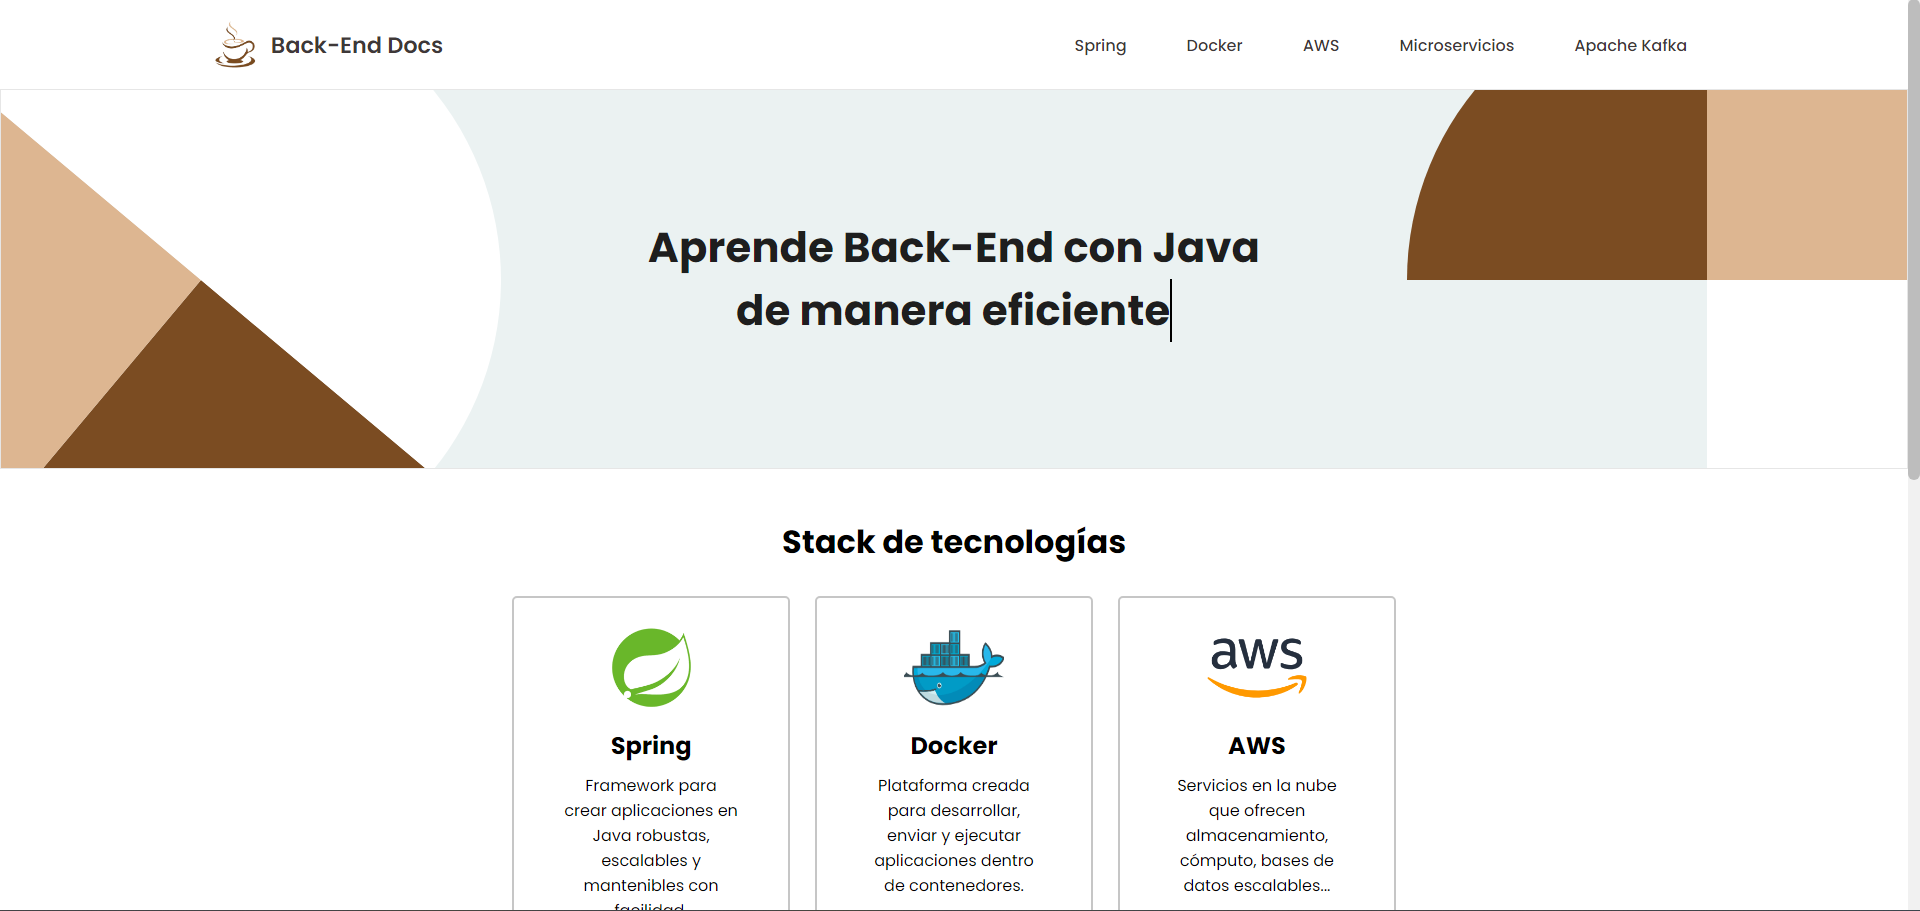 Back-End Docs
Spring
Docker
AWS
Microservicios
Apache Kafka
Aprende Back-End con Java
de manera eficiente
Stack de tecnologías
Spring
Framework para
crear aplicaciones en
Java robustas,
escalables y
mantenibles con
facilidad.
aws
Docker
Plataforma creada
para desarrollar,
enviar y ejecutar
aplicaciones dentro
de contenedores.
AWS
Servicios en la nube
que ofrecen
almacenamiento,
cómputo, bases de
datos escalables...